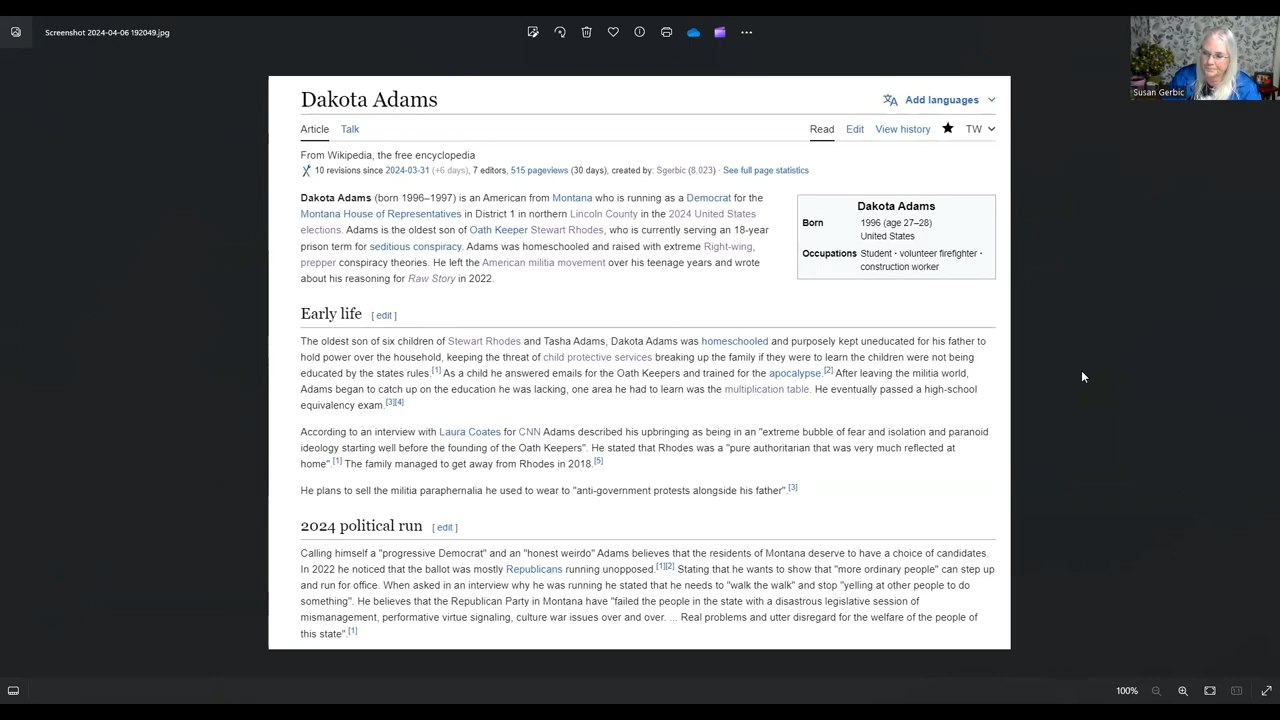 Screenshot 2024-04-06 192049.jpg
Susan Gerbic
Dakota Adams
Add languages
Article Talk
Read Edit View history TW
From Wikipedia, the free encyclopedia
10 revisions since 2024-03-31 (+6 days), 7 editors, 515 pageviews (30 days), created by: Sgerbic (8,023) · See full page statistics
Dakota Adams (born 1996–1997) is an American from Montana who is running as a Democrat for the
Montana House of Representatives in District 1 in northern Lincoln County in the 2024 United States
elections. Adams is the oldest son of Oath Keeper Stewart Rhodes, who is currently serving an 18-year
prison term for seditious conspiracy. Adams was homeschooled and raised with extreme Right-wing,
prepper conspiracy theories. He left the American militia movement over his teenage years and wrote
about his reasoning for Raw Story in 2022.
Dakota Adams
Born 1996 (age 27–28)
United States
Occupations Student · volunteer firefighter ·
construction worker
Early life [ edit ]
The oldest son of six children of Stewart Rhodes and Tasha Adams, Dakota Adams was homeschooled and purposely kept uneducated for his father to
hold power over the household, keeping the threat of child protective services breaking up the family if they were to learn the children were not being
educated by the states rules.[1] As a child he answered emails for the Oath Keepers and trained for the apocalypse.[2] After leaving the militia world,
Adams began to catch up on the education he was lacking, one area he had to learn was the multiplication table. He eventually passed a high-school
equivalency exam.[3][4]
According to an interview with Laura Coates for CNN Adams described his upbringing as being in an "extreme bubble of fear and isolation and paranoid
ideology starting well before the founding of the Oath Keepers". He stated that Rhodes was a "pure authoritarian that was very much reflected at
home".[1] The family managed to get away from Rhodes in 2018.[5]
He plans to sell the militia paraphernalia he used to wear to "anti-government protests alongside his father".[3]
2024 political run [ edit ]
Calling himself a "progressive Democrat" and an "honest weirdo" Adams believes that the residents of Montana deserve to have a choice of candidates.
In 2022 he noticed that the ballot was mostly Republicans running unopposed.[1][2] Stating that he wants to show that "more ordinary people" can step up
and run for office. When asked in an interview why he was running he stated that he needs to "walk the walk" and stop "yelling at other people to do
something". He believes that the Republican Party in Montana have "failed the people in the state with a disastrous legislative session of
mismanagement, performative virtue signaling, culture war issues over and over. ... Real problems and utter disregard for the welfare of the people of
this state".[1]
100%